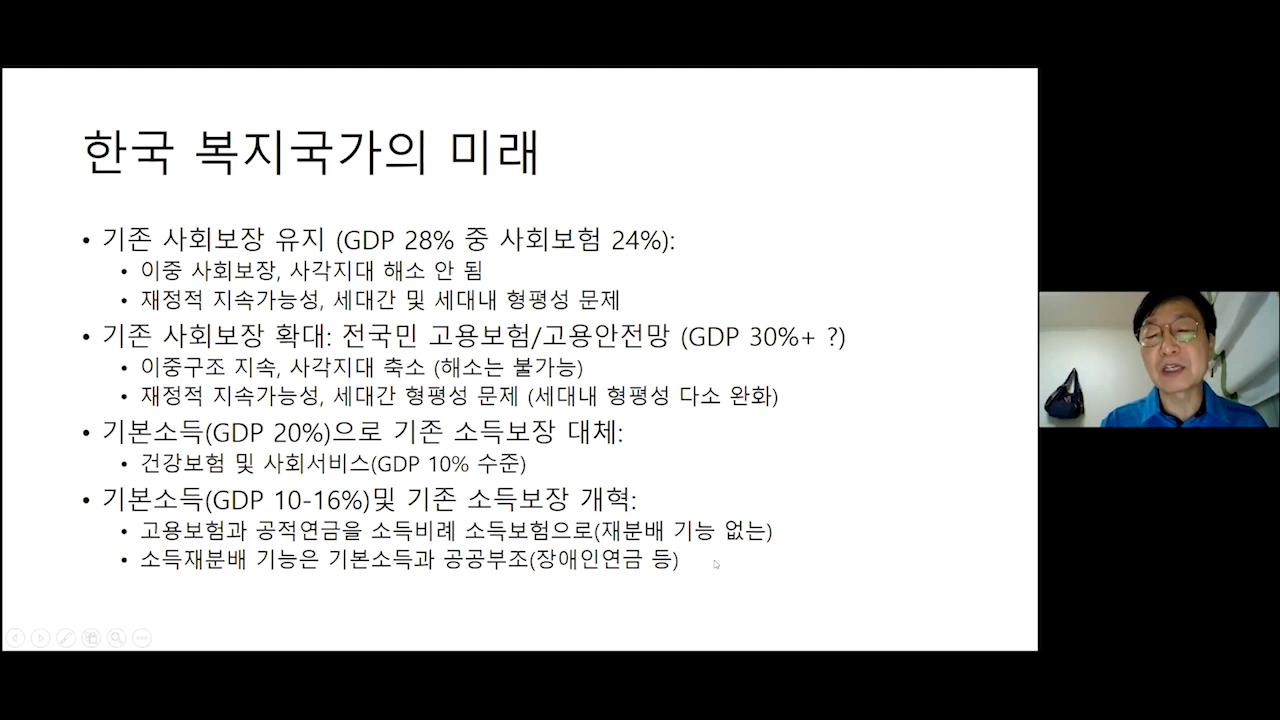 한국 복지국가의 미래
• 기존 사회보장 유지 (GDP 28% 중 사회보험 24%):
• 이중 사회보장, 사각지대 해소 안 됨
• 재정적 지속가능성, 세대간 및 세대내 형평성 문제
• 기존 사회보장 확대: 전국민 고용보험/고용안전망 (GDP 30%+ ?)
• 이중구조 지속, 사각지대 축소 (해소는 불가능)
• 재정적 지속가능성, 세대간 형평성 문제 (세대내 형평성 다소 완화)
• 기본소득(GDP 20%)으로 기존 소득보장 대체:
• 건강보험 및 사회서비스(GDP 10% 수준)
• 기본소득(GDP 10-16%)및 기존 소득보장 개혁:
• 고용보험과 공적연금을 소득비례 소득보험으로(재분배 기능 없는)
• 소득재분배 기능은 기본소득과 공공부조(장애인연금 등)